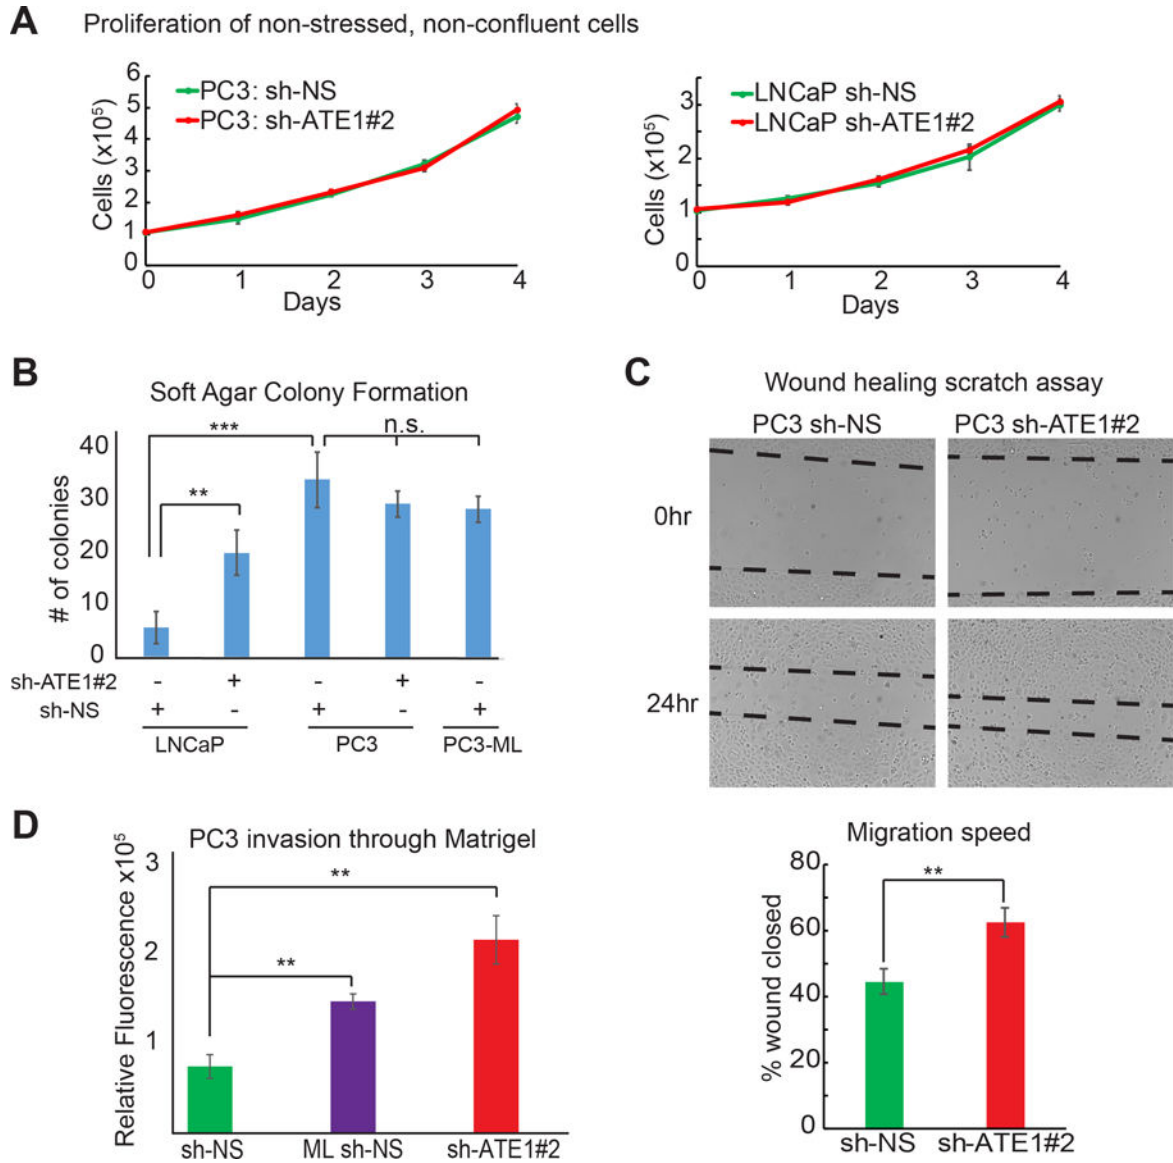 A Proliferation of non-stressed, non-confluent cells
PC3: sh-NS
PC3: sh-ATE1#2
Cells (x10⁵)
6
5
4
3
2
1
0
0 1 2 3 4
Days
LNCaP sh-NS
LNCaP sh-ATE1#2
Cells (x10⁵)
3
2
1
0
0 1 2 3 4
Days
B
Soft Agar Colony Formation
# of colonies
40
30
20
10
0
***
**
n.s.
sh-ATE1#2 - + - + -
sh-NS + - + - +
LNCaP PC3 PC3-ML
C
Wound healing scratch assay
PC3 sh-NS PC3 sh-ATE1#2
0hr
24hr
Migration speed
% wound closed
80
60
40
20
0
**
sh-NS sh-ATE1#2
D
PC3 invasion through Matrigel
Relative Fluorescence x10⁵
3
2
1
**
**
sh-NS ML sh-NS sh-ATE1#2